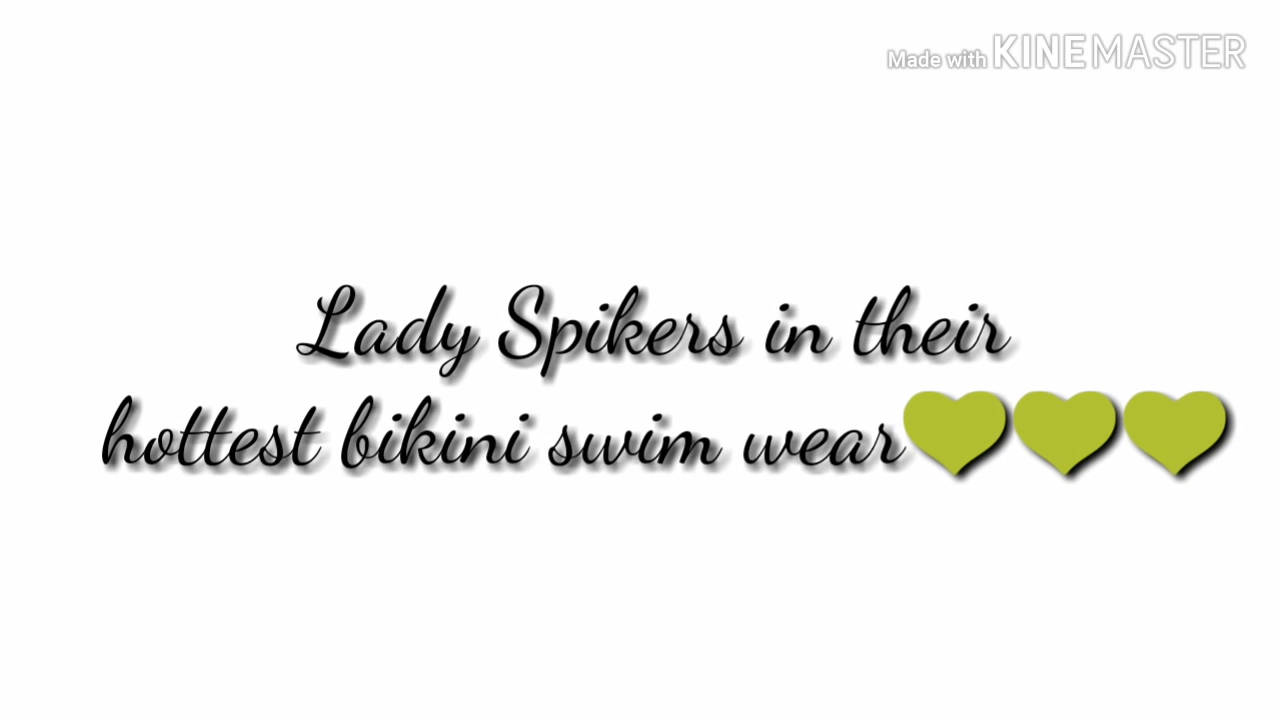 Made with KINEMASTER
Lady Spikers in their
hottest bikini swim wear💚💚💚